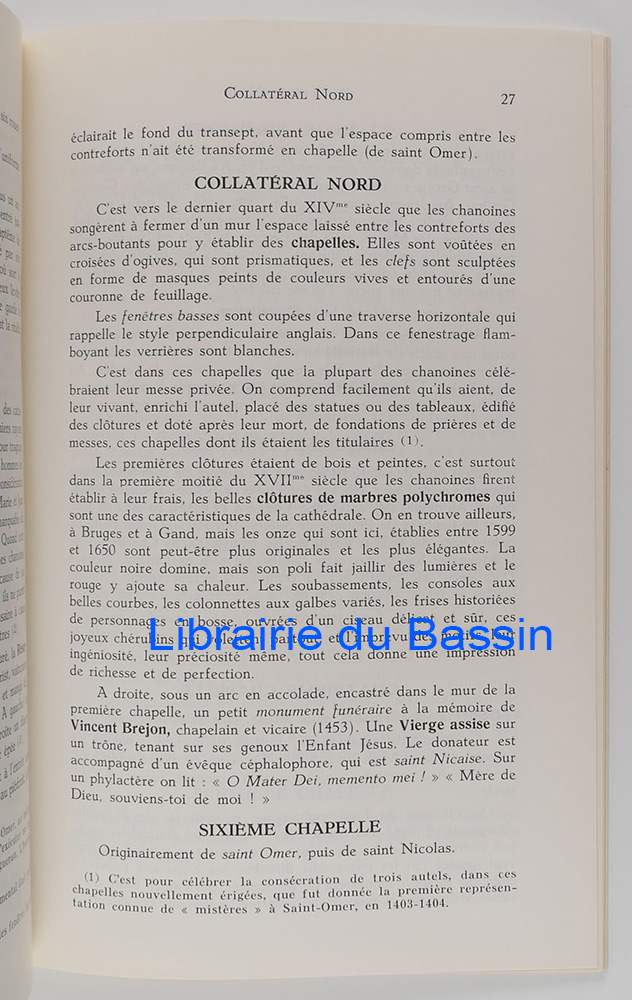 COLLATÉRAL NORD
27
éclairait le fond du transept, avant que l'espace compris entre les
contreforts n'ait été transformé en chapelle (de saint Omer).
COLLATÉRAL NORD
C'est vers le dernier quart du XIVme siècle que les chanoines
songèrent à fermer d'un mur l'espace laissé entre les contreforts des
arcs-boutants pour y établir des chapelles. Elles sont voûtées en
croisées d'ogives, qui sont prismatiques, et les clefs sont sculptées
en forme de masques peints de couleurs vives et entourés d'une
couronne de feuillage.
Les fenêtres basses sont coupées d'une traverse horizontale qui
rappelle le style perpendiculaire anglais. Dans ce fenestrage flam-
boyant les verrières sont blanches.
C'est dans ces chapelles que la plupart des chanoines célé-
braient leur messe privée. On comprend facilement qu'ils aient, de
leur vivant, enrichi l'autel, placé des statues ou des tableaux, édifié
des clôtures et doté après leur mort, de fondations de prières et de
messes, ces chapelles dont ils étaient les titulaires (1).
Les premières clôtures étaient de bois et peintes, c'est surtout
dans la première moitié du XVIIme siècle que les chanoines firent
établir à leur frais, les belles clôtures de marbres polychromes qui
sont une des caractéristiques de la cathédrale. On en trouve ailleurs,
à Bruges et à Gand, mais les onze qui sont ici, établies entre 1599
et 1650 sont peut-être plus originales et les plus élégantes. La
couleur noire domine, mais son poli fait jaillir des lumières et le
rouge y ajoute sa chaleur. Les soubassements, les consoles aux
belles courbes, les colonnettes aux galbes variés, les frises historiées
de personnages en bosse, ouvrées d'un ciseau délicat et sûr, ces
joyeux chérubins qui volettent partout et l'imprévu des motifs, leur
Librairie du Bassin
ingéniosité, leur préciosité même, tout cela donne une impression
de richesse et de perfection.
A droite, sous un arc en accolade, encastré dans le mur de la
première chapelle, un petit monument funéraire à la mémoire de
Vincent Brejon, chapelain et vicaire (1453). Une Vierge assise sur
un trône, tenant sur ses genoux l'Enfant Jésus. Le donateur est
accompagné d'un évêque céphalophore, qui est saint Nicaise. Sur
un phylactère on lit : « O Mater Dei, memento mei ! » « Mère de
Dieu, souviens-toi de moi ! »
SIXIÈME CHAPELLE
Originairement de saint Omer, puis de saint Nicolas.
(1) C'est pour célébrer la consécration de trois autels, dans ces
chapelles nouvellement érigées, que fut donnée la première représen-
tation connue de « mistères » à Saint-Omer, en 1403-1404.